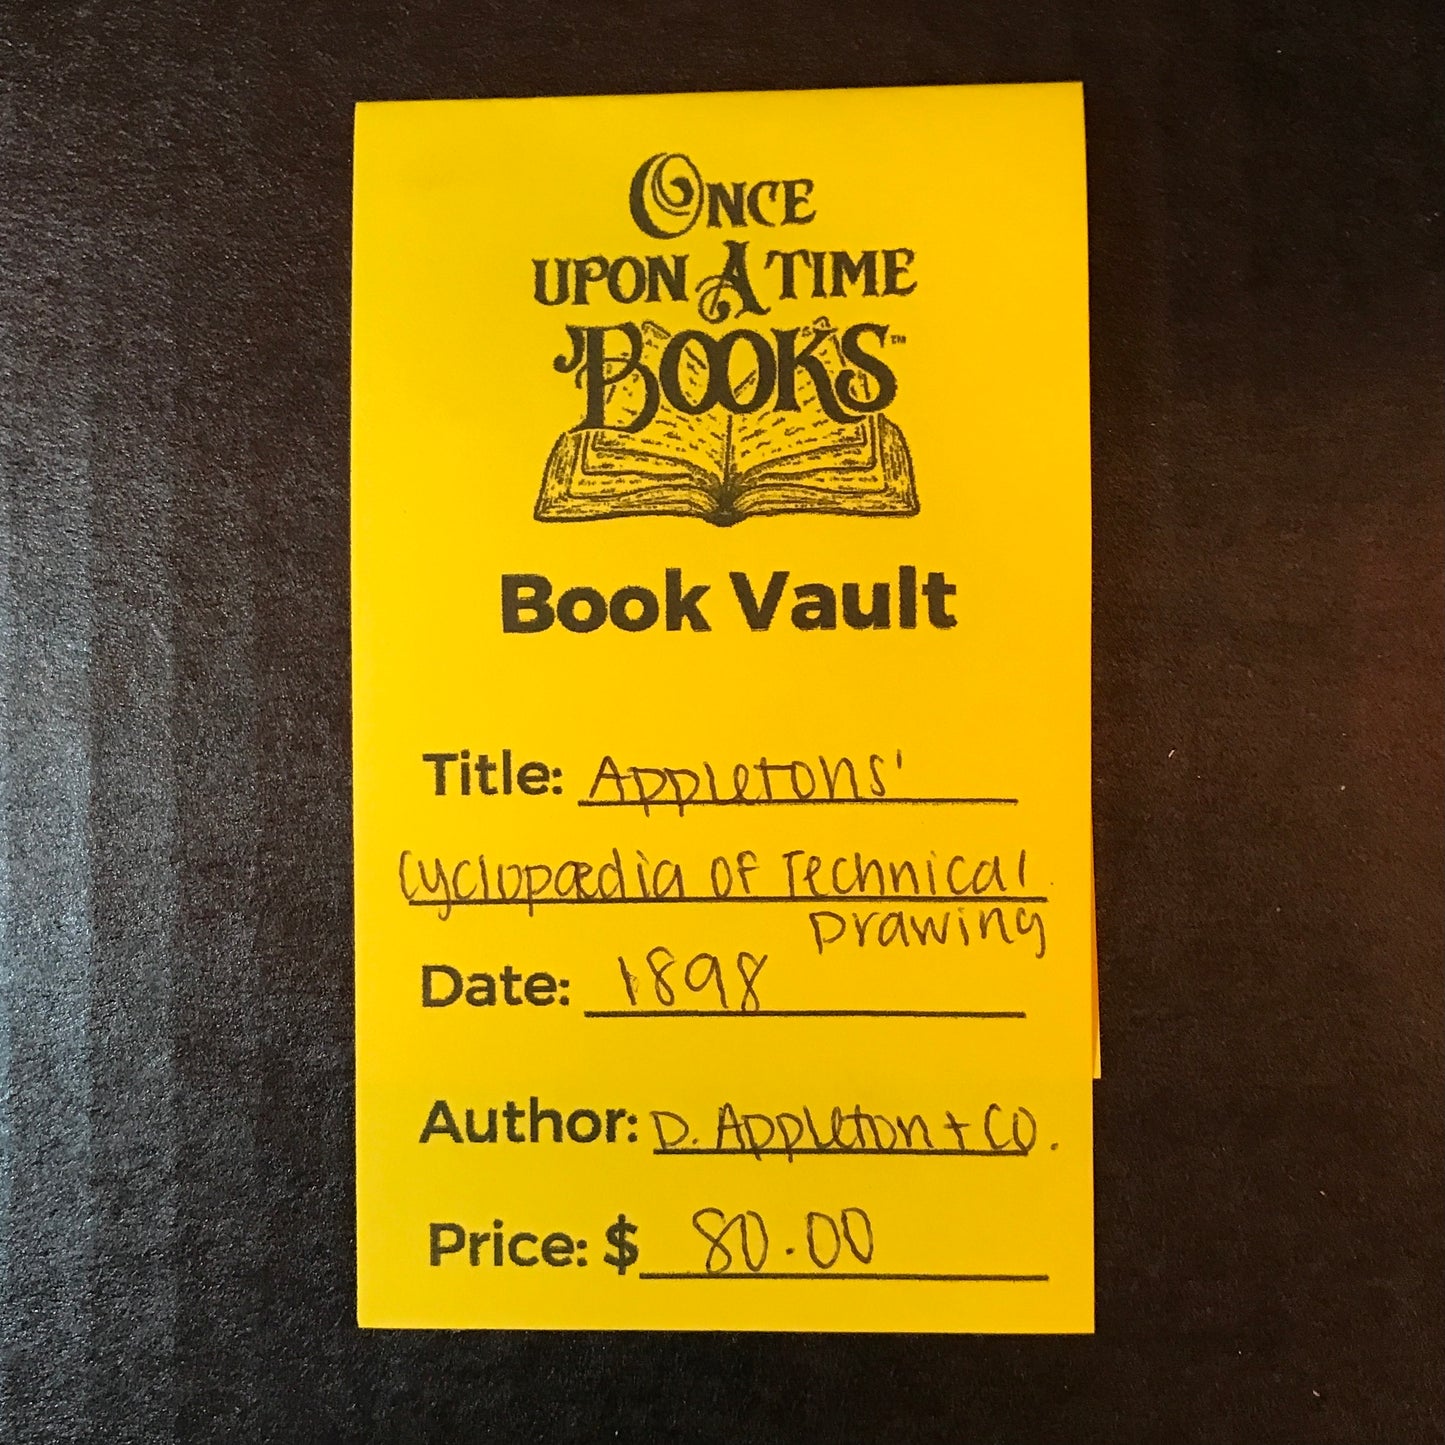 ONCE
UPON A TIME
BOOKS™
Book Vault
Title: Appletons'
Cyclopædia of Technical
Drawing
Date: 1898
Author: D. Appleton + Co.
Price: $ 80.00